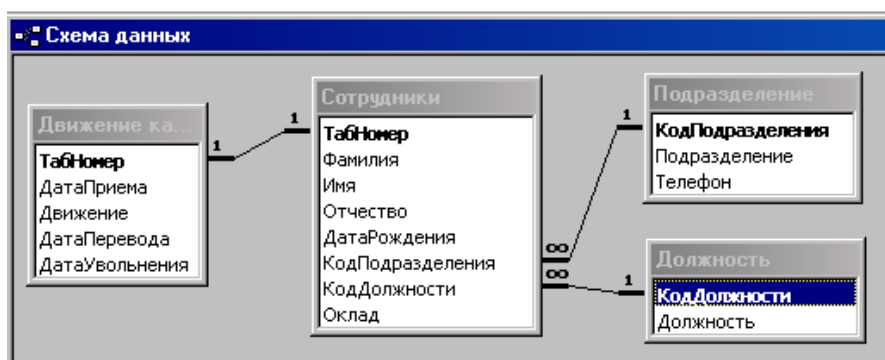 Схема данных
Движение ка...
ТабНомер
ДатаПриема
Движение
ДатаПеревода
ДатаУвольнения
1
1
Сотрудники
ТабНомер
Фамилия
Имя
Отчество
ДатаРождения
КодПодразделения
КодДолжности
Оклад
∞
∞
1
1
Подразделение
КодПодразделения
Подразделение
Телефон
Должность
КодДолжности
Должность